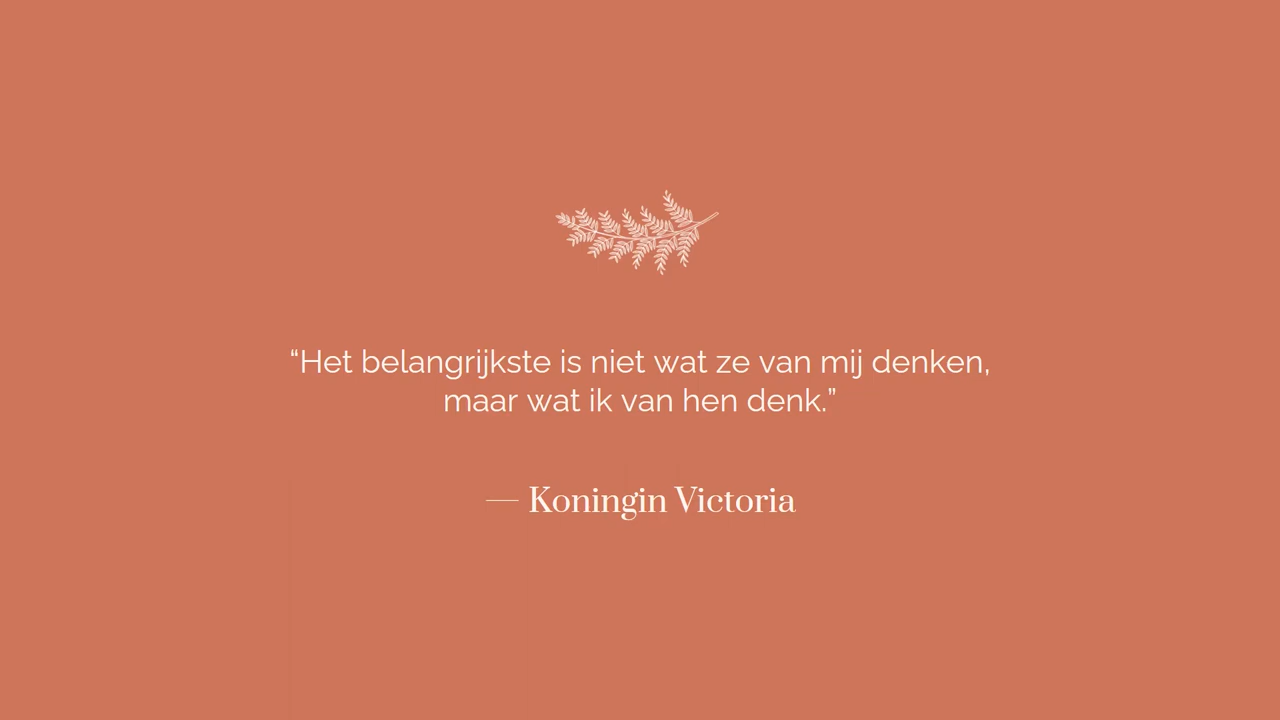 “Het belangrijkste is niet wat ze van mij denken,
maar wat ik van hen denk.”
— Koningin Victoria